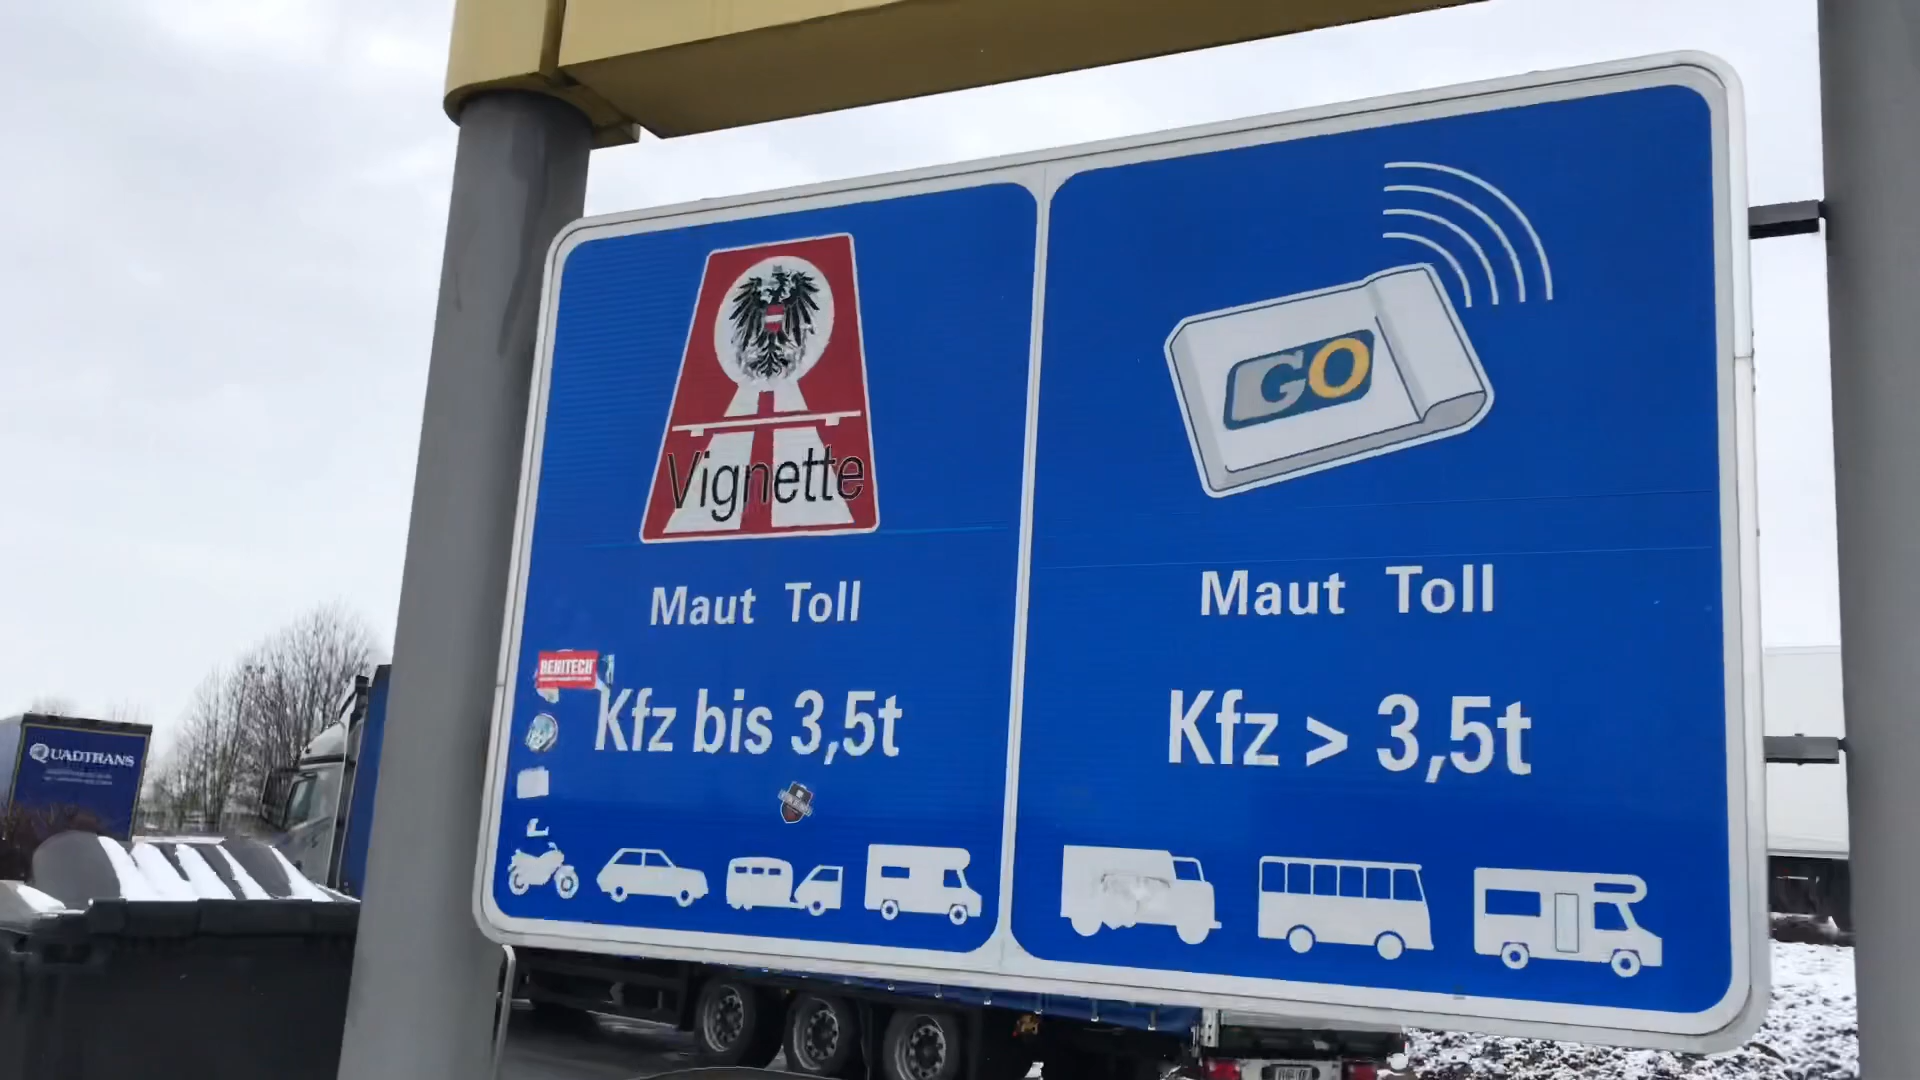 Vignette
Maut Toll
Kfz bis 3,5t
GO
Maut Toll
Kfz > 3,5t
QUADTRANS